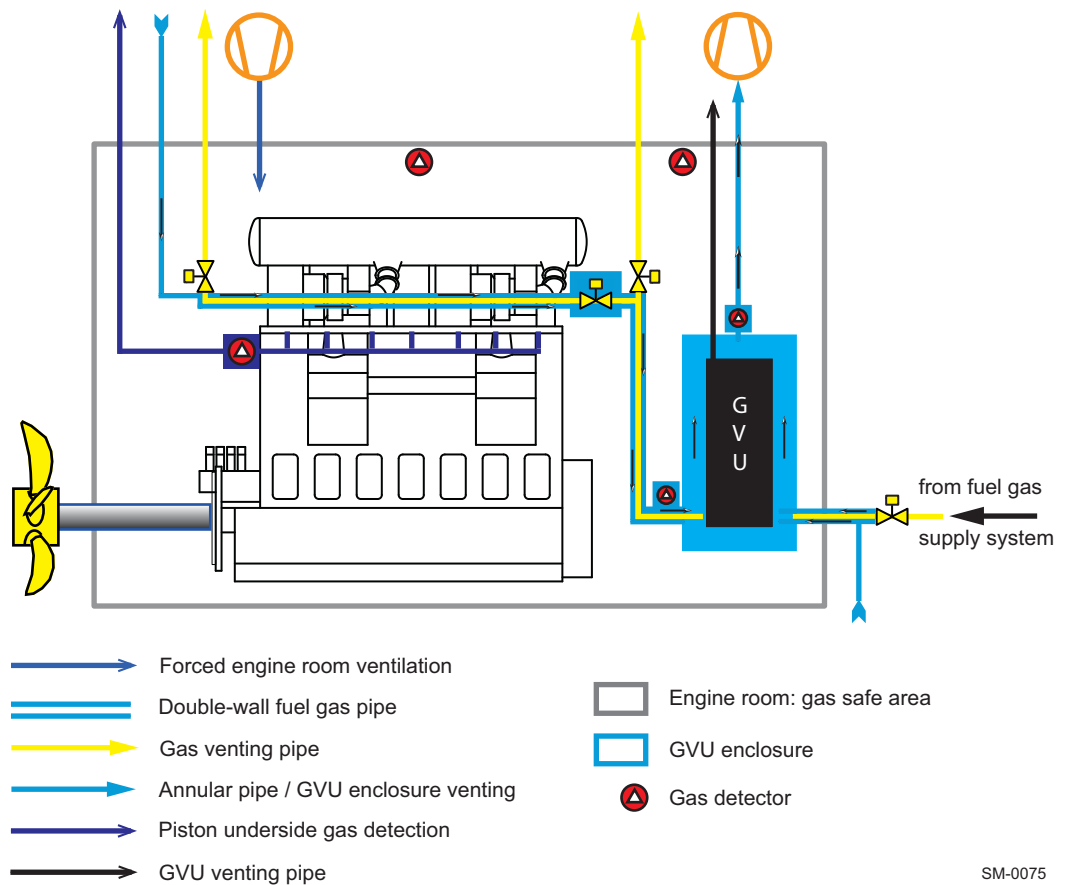 G
V
U
from fuel gas
supply system
Forced engine room ventilation
Double-wall fuel gas pipe
Gas venting pipe
Annular pipe / GVU enclosure venting
Piston underside gas detection
GVU venting pipe
Engine room: gas safe area
GVU enclosure
Gas detector
SM-0075